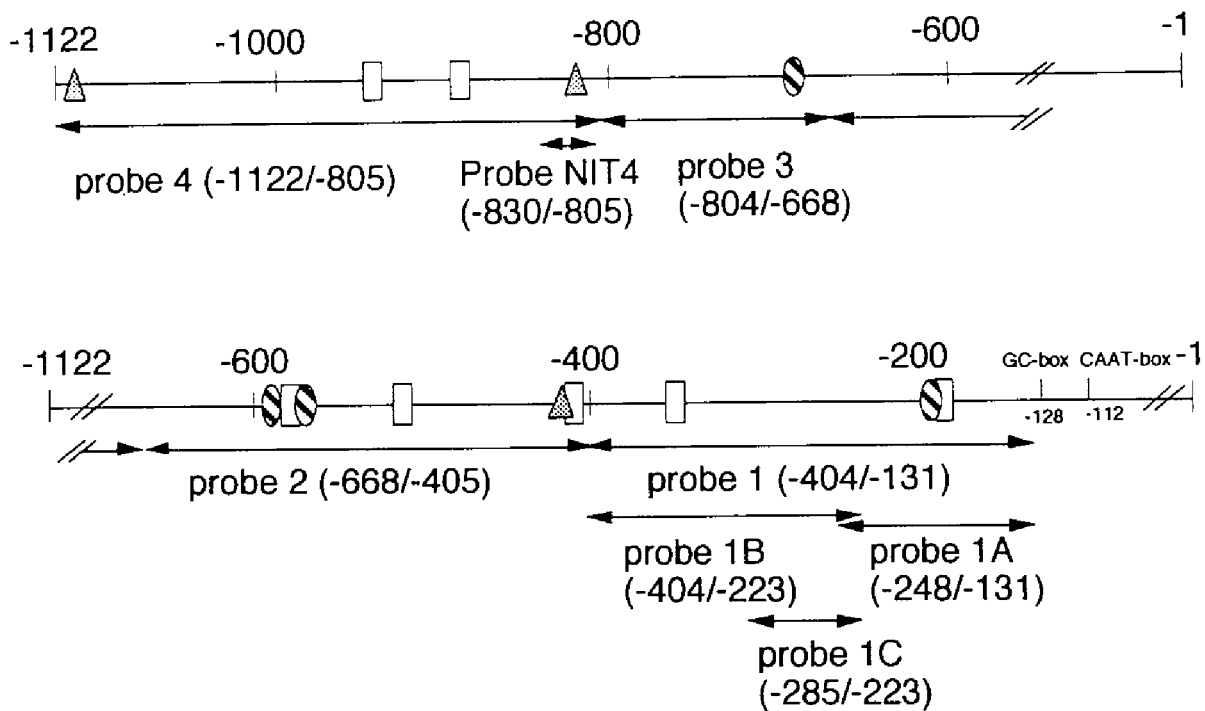 -1122 -1000 -800 -600 -1
probe 4 (-1122/-805)
Probe NIT4
(-830/-805)
probe 3
(-804/-668)
-1122 -600 -400 -200 GC-box CAAT-box -1
-128 -112
probe 2 (-668/-405)
probe 1 (-404/-131)
probe 1B
(-404/-223)
probe 1A
(-248/-131)
probe 1C
(-285/-223)